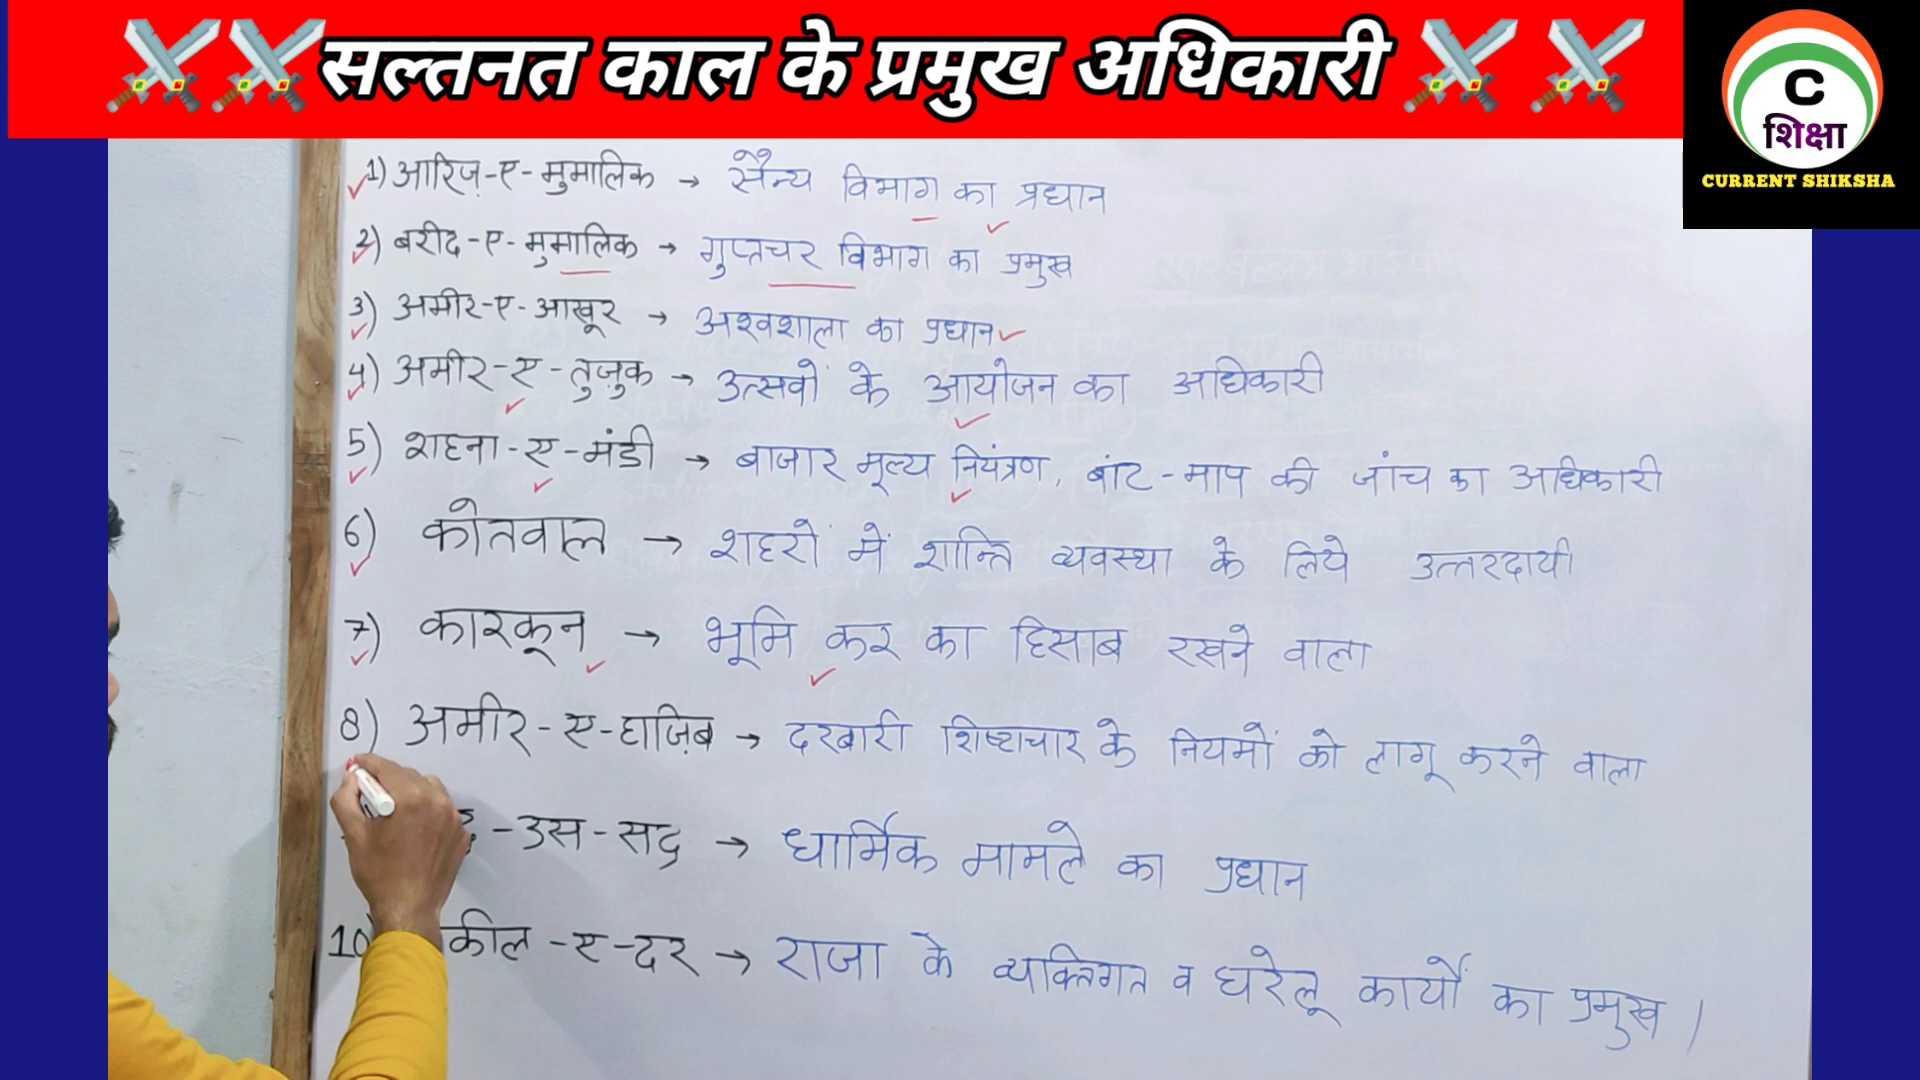 सल्तनत काल के प्रमुख अधिकारी
C
शिक्षा
CURRENT SHIKSHA
1) आरिज़-ए-मुमालिक → सैन्य विभाग का प्रधान
2) बरीद-ए-मुमालिक → गुप्तचर विभाग का प्रमुख
3) अमीर-ए-आखूर → अश्वशाला का प्रधान
4) अमीर-ए-तुज़ुक → उत्सवों के आयोजन का अधिकारी
5) शहना-ए-मंडी → बाजार मूल्य नियंत्रण, बांट-माप की जांच का अधिकारी
6) कोतवाल → शहरों में शान्ति व्यवस्था के लिये उत्तरदायी
7) कारकून → भूमि कर का हिसाब रखने वाला
8) अमीर-ए-हाज़िब → दरबारी शिष्टाचार के नियमों को लागू करने वाला
-उस-सद्र → धार्मिक मामले का प्रधान
10) कील-ए-दर → राजा के व्यक्तिगत व घरेलू कार्यों का प्रमुख।